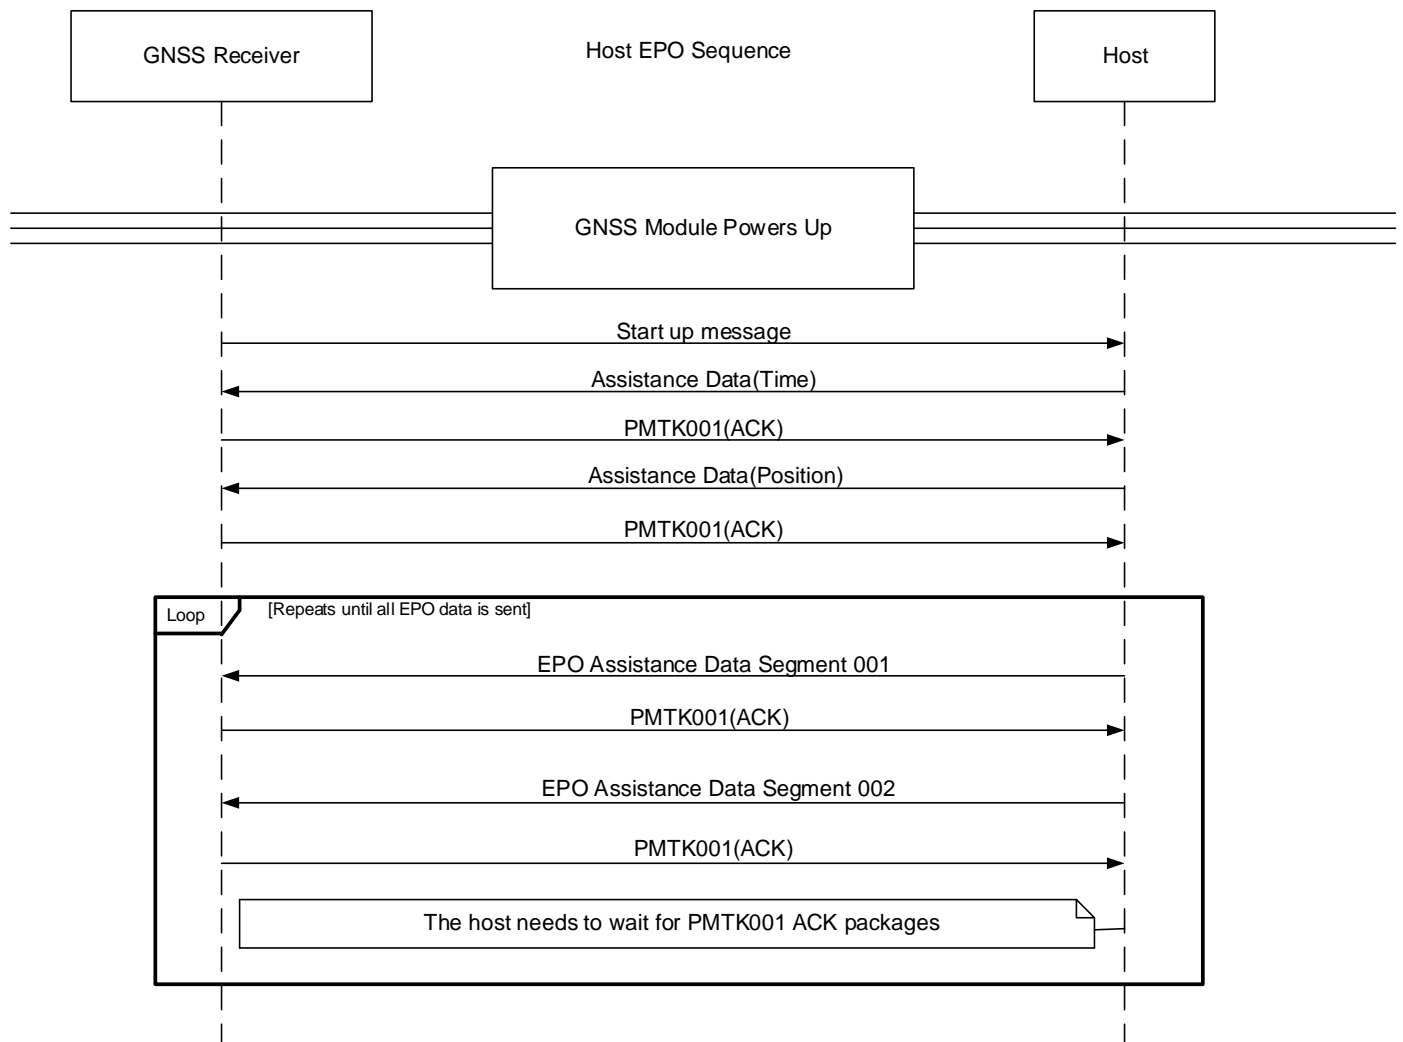 GNSS Receiver
Host EPO Sequence
Host
GNSS Module Powers Up
Start up message
Assistance Data(Time)
PMTK001(ACK)
Assistance Data(Position)
PMTK001(ACK)
Loop
[Repeats until all EPO data is sent]
EPO Assistance Data Segment 001
PMTK001(ACK)
EPO Assistance Data Segment 002
PMTK001(ACK)
The host needs to wait for PMTK001 ACK packages